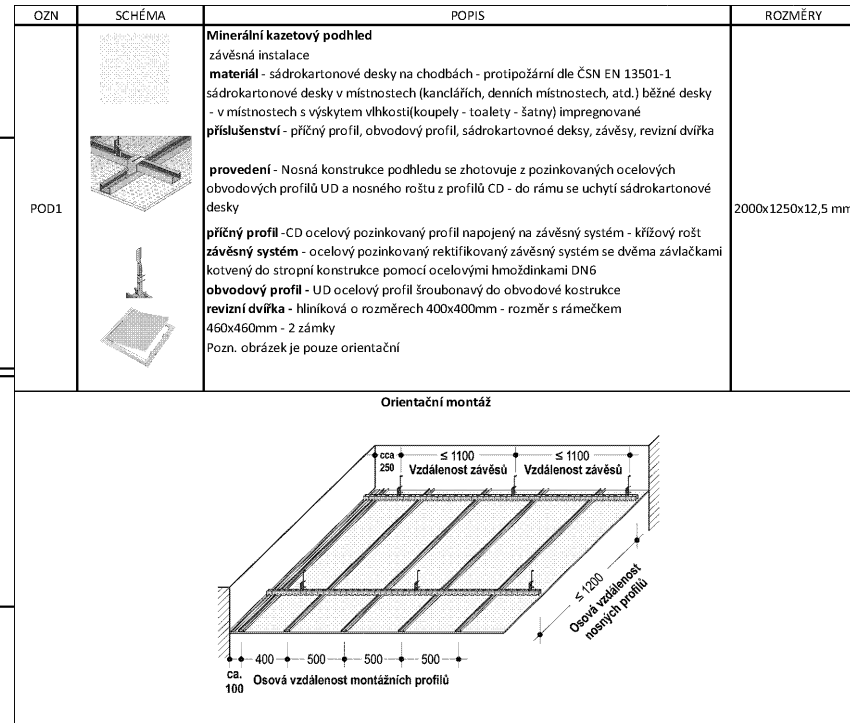 OZN SCHÉMA POPIS ROZMĚRY
Minerální kazetový podhled
závěsná instalace
materiál - sádrokartonové desky na chodbách - protipožární dle ČSN EN 13501-1
sádrokartonové desky v místnostech (kanclářích, denních místnostech, atd.) běžné desky
- v místnostech s výskytem vlhkosti(koupely - toalety - šatny) impregnované
příslušenství - příčný profil, obvodový profil, sádrokartovnoé deksy, závěsy, revizní dvířka
provedení - Nosná konstrukce podhledu se zhotovuje z pozinkovaných ocelových
obvodových profilů UD a nosného roštu z profilů CD - do rámu se uchytí sádrokartonové
desky
POD1
2000x1250x12,5 mm
příčný profil -CD ocelový pozinkovaný profil napojený na závěsný systém - křížový rošt
závěsný systém - ocelový pozinkovaný rektifikovaný závěsný systém se dvěma závlačkami
kotvený do stropní konstrukce pomocí ocelovými hmoždinkami DN6
obvodový profil - UD ocelový profil šroubonavý do obvodové kostrukce
revizní dvířka - hliníková o rozměrech 400x400mm - rozměr s rámečkem
460x460mm - 2 zámky
Pozn. obrázek je pouze orientační
Orientační montáž
cca
250
≤ 1100
≤ 1100
Vzdálenost závěsů
Vzdálenost závěsů
≤ 1200
Osová vzdálenost
nosných profilů
400 500 500 500
ca.
100
Osová vzdálenost montážních profilů